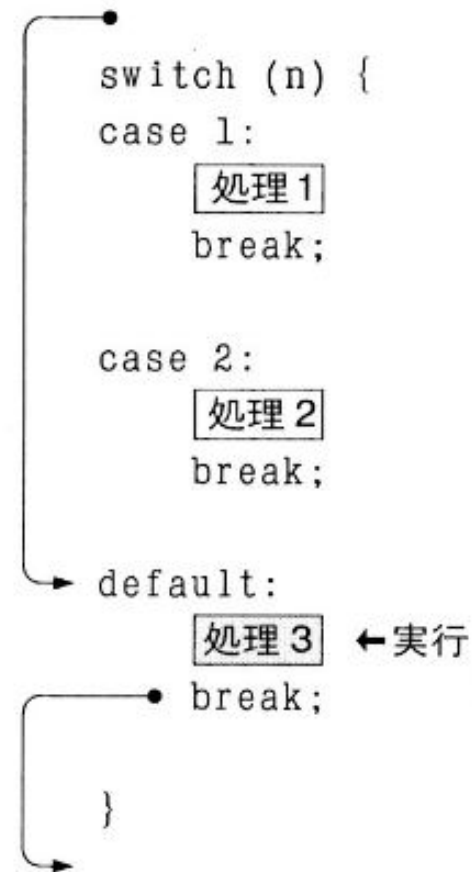 switch (n) {
case 1:
処理1
break;
case 2:
処理2
break;
default:
処理3 ←実行
break;
}